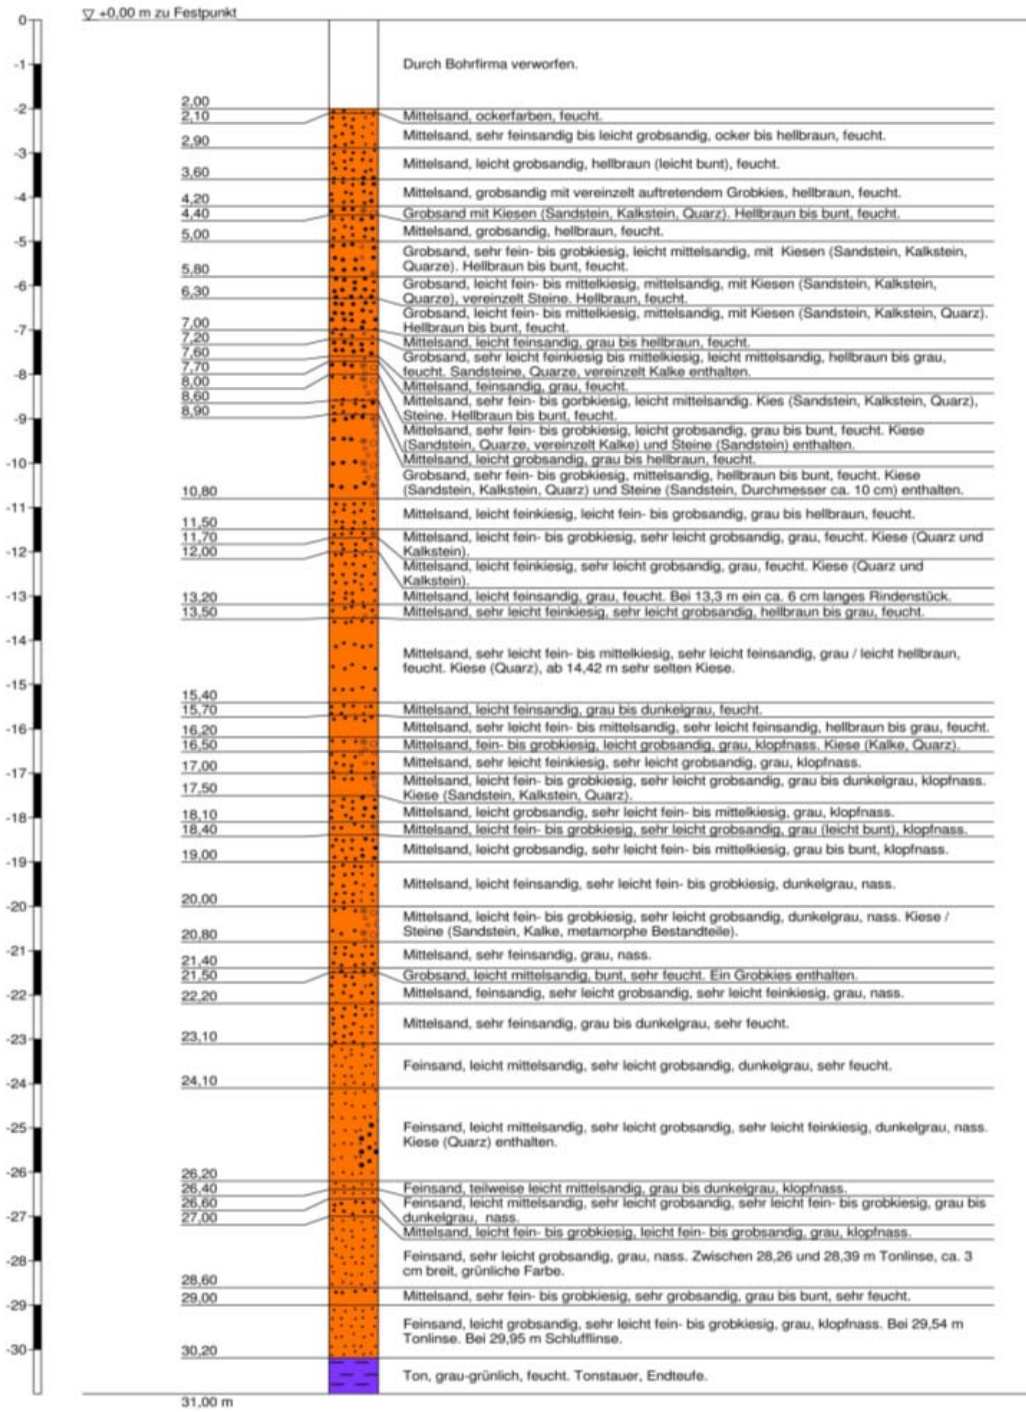 ▽ +0,00 m zu Festpunkt
0
Durch Bohrfirma verworfen.
-1
2,00
-2
2,10
Mittelsand, ockerfarben, feucht.
Mittelsand, sehr feinsandig bis leicht grobsandig, ocker bis hellbraun, feucht.
2,90
-3
Mittelsand, leicht grobsandig, hellbraun (leicht bunt), feucht.
3,60
Mittelsand, grobsandig mit vereinzelt auftretendem Grobkies, hellbraun, feucht.
-4
4,20
4,40
Grobsand mit Kiesen (Sandstein, Kalkstein, Quarz). Hellbraun bis bunt, feucht.
Mittelsand, grobsandig, hellbraun, feucht.
5,00
-5
Grobsand, sehr fein- bis grobkiesig, leicht mittelsandig, mit Kiesen (Sandstein, Kalkstein,
Quarze). Hellbraun bis bunt, feucht.
5,80
-6
Grobsand, leicht fein- bis mittelkiesig, mittelsandig, mit Kiesen (Sandstein, Kalkstein,
Quarze), vereinzelt Steine. Hellbraun, feucht.
6,30
Grobsand, leicht fein- bis mittelkiesig, mittelsandig, mit Kiesen (Sandstein, Kalkstein, Quarz).
Hellbraun bis bunt, feucht.
7,00
-7
7,20
Mittelsand, leicht feinsandig, grau bis hellbraun, feucht.
7,60
Grobsand, sehr leicht feinkiesig bis mittelkiesig, leicht mittelsandig, hellbraun bis grau,
feucht. Sandsteine, Quarze, vereinzelt Kalke enthalten.
7,70
-8
8,00
Mittelsand, feinsandig, grau, feucht.
8,60
Mittelsand, sehr fein- bis gorbkiesig, leicht mittelsandig. Kies (Sandstein, Kalkstein, Quarz),
Steine. Hellbraun bis bunt, feucht.
8,90
-9
Mittelsand, sehr fein- bis grobkiesig, leicht grobsandig, grau bis bunt, feucht. Kiese
(Sandstein, Quarze, vereinzelt Kalke) und Steine (Sandstein) enthalten.
Mittelsand, leicht grobsandig, grau bis hellbraun, feucht.
-10
Grobsand, sehr fein- bis grobkiesig, mittelsandig, hellbraun bis bunt, feucht. Kiese
(Sandstein, Kalkstein, Quarz) und Steine (Sandstein, Durchmesser ca. 10 cm) enthalten.
10,80
-11
Mittelsand, leicht feinkiesig, leicht fein- bis grobsandig, grau bis hellbraun, feucht.
11,50
11,70
Mittelsand, leicht fein- bis grobkiesig, sehr leicht grobsandig, grau, feucht. Kiese (Quarz und
Kalkstein).
-12
12,00
Mittelsand, leicht feinkiesig, sehr leicht grobsandig, grau, feucht. Kiese (Quarz und
Kalkstein).
-13
13,20
Mittelsand, leicht feinsandig, grau, feucht. Bei 13,3 m ein ca. 6 cm langes Rindenstück.
13,50
Mittelsand, sehr leicht feinkiesig, sehr leicht grobsandig, hellbraun bis grau, feucht.
-14
Mittelsand, sehr leicht fein- bis mittelkiesig, sehr leicht feinsandig, grau / leicht hellbraun,
feucht. Kiese (Quarz), ab 14,42 m sehr selten Kiese.
-15
15,40
15,70
Mittelsand, leicht feinsandig, grau bis dunkelgrau, feucht.
-16
16,20
Mittelsand, sehr leicht fein- bis mittelsandig, sehr leicht feinsandig, hellbraun bis grau, feucht.
16,50
Mittelsand, fein- bis grobkiesig, leicht grobsandig, grau, klopfnass. Kiese (Kalke, Quarz).
17,00
Mittelsand, sehr leicht feinkiesig, sehr leicht grobsandig, grau, klopfnass.
-17
17,50
Mittelsand, leicht fein- bis grobkiesig, sehr leicht grobsandig, grau bis dunkelgrau, klopfnass.
Kiese (Sandstein, Kalkstein, Quarz).
-18
18,10
Mittelsand, leicht grobsandig, sehr leicht fein- bis mittelkiesig, grau, klopfnass.
18,40
Mittelsand, leicht fein- bis grobkiesig, sehr leicht grobsandig, grau (leicht bunt), klopfnass.
19,00
Mittelsand, leicht grobsandig, sehr leicht fein- bis mittelkiesig, grau bis bunt, klopfnass.
-19
Mittelsand, leicht feinsandig, sehr leicht fein- bis grobkiesig, dunkelgrau, nass.
20,00
-20
Mittelsand, leicht fein- bis grobkiesig, sehr leicht grobsandig, dunkelgrau, nass. Kiese /
Steine (Sandstein, Kalke, metamorphe Bestandteile).
20,80
-21
Mittelsand, sehr feinsandig, grau, nass.
21,40
21,50
Grobsand, leicht mittelsandig, bunt, sehr feucht. Ein Grobkies enthalten.
-22
22,20
Mittelsand, feinsandig, sehr leicht grobsandig, sehr leicht feinkiesig, grau, nass.
Mittelsand, sehr feinsandig, grau bis dunkelgrau, sehr feucht.
-23
23,10
Feinsand, leicht mittelsandig, sehr leicht grobsandig, dunkelgrau, sehr feucht.
-24
24,10
-25
Feinsand, leicht mittelsandig, sehr leicht grobsandig, sehr leicht feinkiesig, dunkelgrau, nass.
Kiese (Quarz) enthalten.
-26
26,20
26,40
Feinsand, teilweise leicht mittelsandig, grau bis dunkelgrau, klopfnass.
26,60
Feinsand, leicht mittelsandig, sehr leicht grobsandig, sehr leicht fein- bis grobkiesig, grau bis
dunkelgrau, nass.
-27
27,00
Mittelsand, leicht fein- bis grobkiesig, leicht fein- bis grobsandig, grau, klopfnass.
-28
Feinsand, sehr leicht grobsandig, grau, nass. Zwischen 28,26 und 28,39 m Tonlinse, ca. 3
cm breit, grünliche Farbe.
28,60
29,00
Mittelsand, sehr fein- bis grobkiesig, sehr grobsandig, grau bis bunt, sehr feucht.
-29
Feinsand, leicht grobsandig, sehr leicht fein- bis grobkiesig, grau, klopfnass. Bei 29,54 m
Tonlinse. Bei 29,95 m Schlufflinse.
-30
30,20
Ton, grau-grünlich, feucht. Tonstauer, Endteufe.
31,00 m